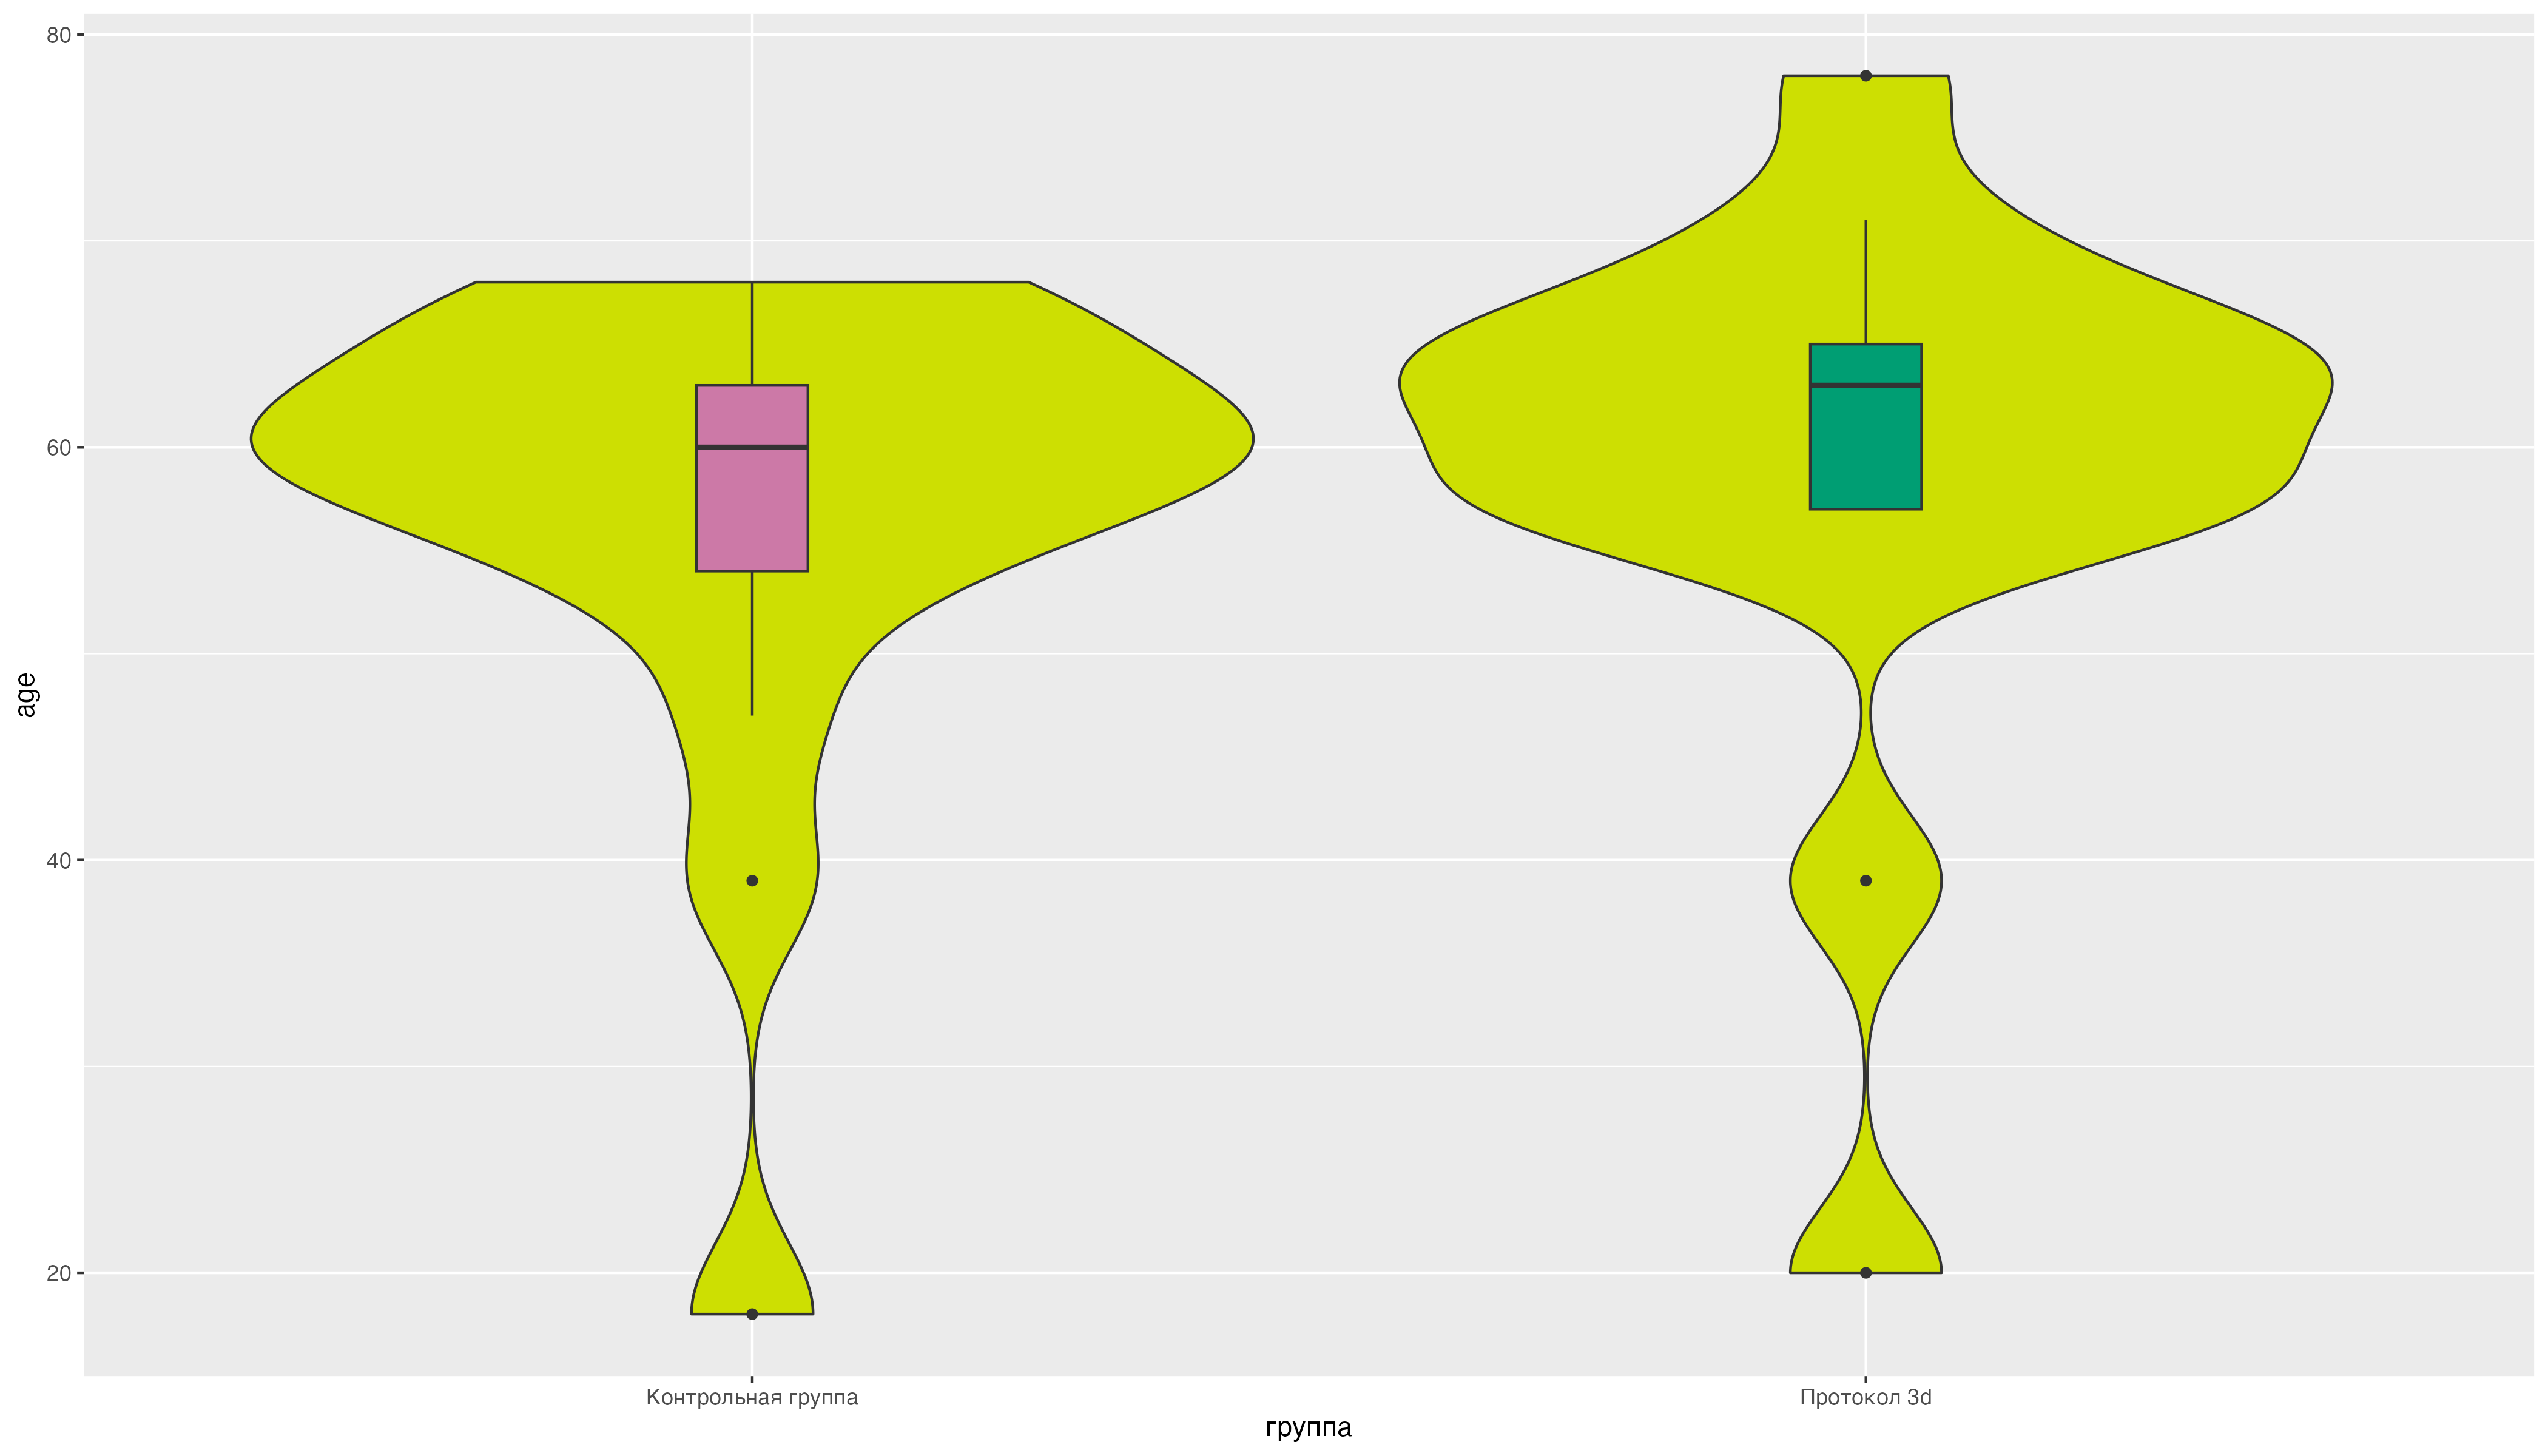 80
60
40
20
age
Контрольная группа
Протокол 3d
группа